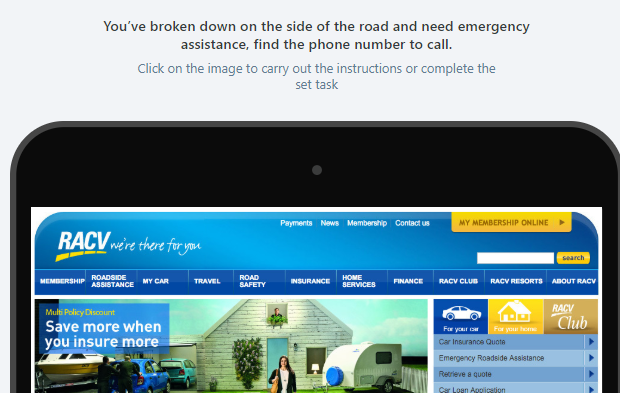 You’ve broken down on the side of the road and need emergency
assistance, find the phone number to call.
Click on the image to carry out the instructions or complete the
set task
Payments News Membership Contact us
MY MEMBERSHIP ONLINE
RACV we're there for you
search
MEMBERSHIP
ROADSIDE
ASSISTANCE
MY CAR
TRAVEL
ROAD
SAFETY
INSURANCE
HOME
SERVICES
FINANCE
RACV CLUB
RACV RESORTS
ABOUT RACV
Multi Policy Discount
Save more when
you insure more
For your car
For your home
RACV
Club
Car Insurance Quote
Emergency Roadside Assistance
Retrieve a quote
Car Loan Application